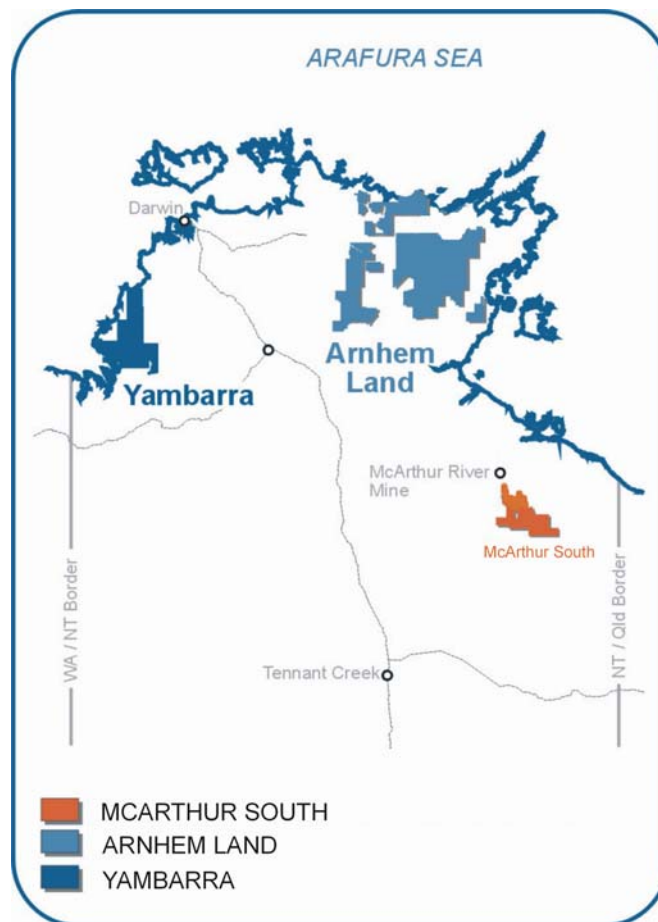 ARAFURA SEA
Darwin
Arnhem
Land
Yambarra
McArthur River
Mine
McArthur South
WA / NT Border
NT / Qld Border
Tennant Creek
MCARTHUR SOUTH
ARNHEM LAND
YAMBARRA